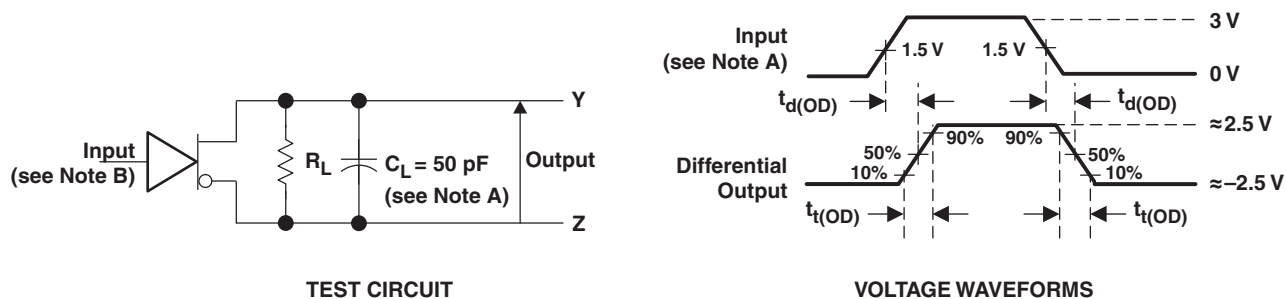 Input
(see Note B)
R_L
C_L = 50 pF
(see Note A)
Output
Y
Z
TEST CIRCUIT
Input
(see Note A)
1.5 V
1.5 V
3 V
0 V
t_d(OD)
t_d(OD)
Differential
Output
50%
10%
90%
90%
50%
10%
≈2.5 V
≈–2.5 V
t_t(OD)
t_t(OD)
VOLTAGE WAVEFORMS